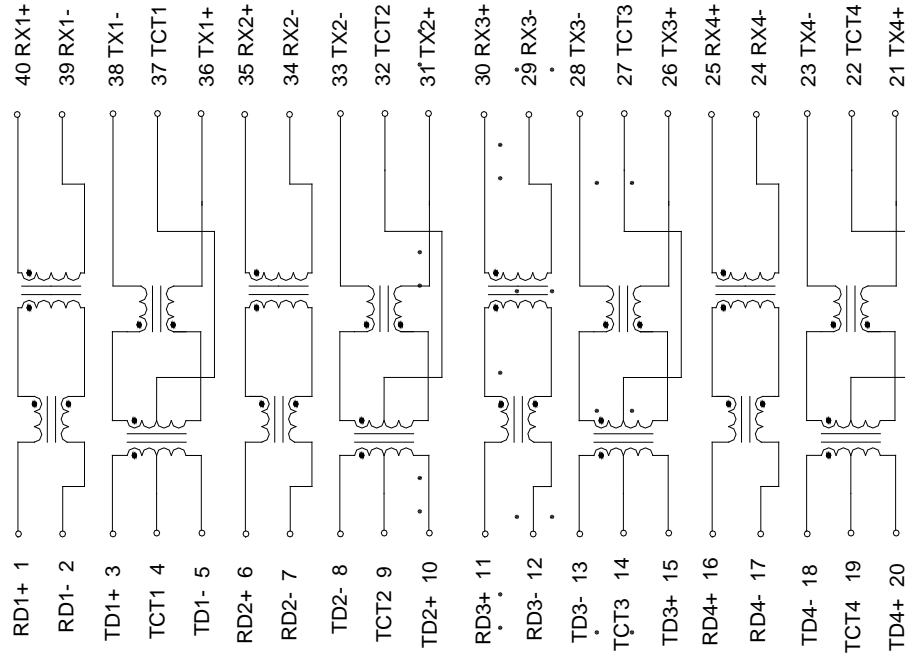 40 RX1+
39 RX1-
38 TX1-
37 TCT1
36 TX1+
35 RX2+
34 RX2-
33 TX2-
32 TCT2
31 TX2+
30 RX3+
29 RX3-
28 TX3-
27 TCT3
26 TX3+
25 RX4+
24 RX4-
23 TX4-
22 TCT4
21 TX4+
RD1+ 1
RD1- 2
TD1+ 3
TCT1 4
TD1- 5
RD2+ 6
RD2- 7
TD2- 8
TCT2 9
TD2+ 10
RD3+ 11
RD3- 12
TD3- 13
TCT3 14
TD3+ 15
RD4+ 16
RD4- 17
TD4- 18
TCT4 19
TD4+ 20